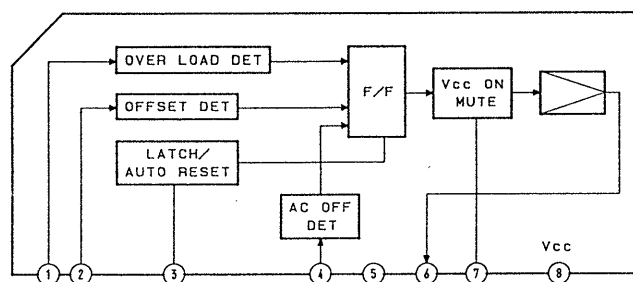 OVER LOAD DET
F/F
Vcc ON
MUTE
OFFSET DET
LATCH/
AUTO RESET
AC OFF
DET
Vcc
1 2 3 4 5 6 7 8